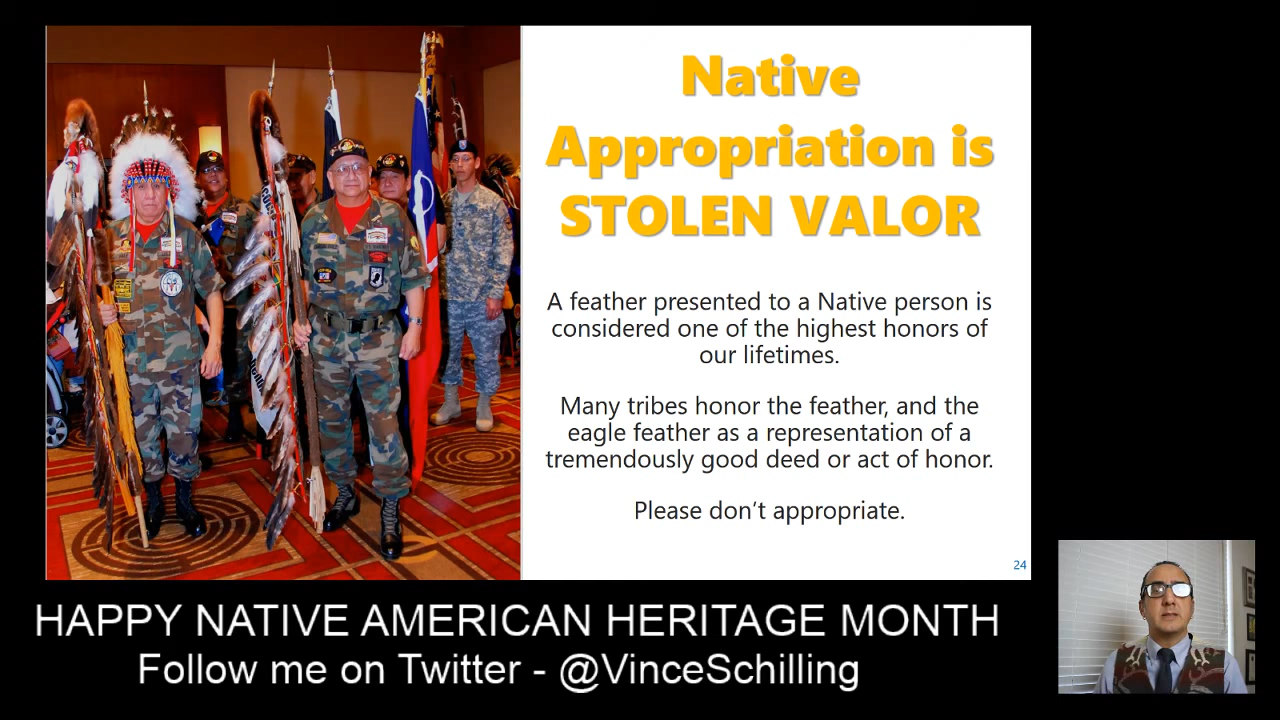 Native
Appropriation is
STOLEN VALOR
A feather presented to a Native person is
considered one of the highest honors of
our lifetimes.
Many tribes honor the feather, and the
eagle feather as a representation of a
tremendously good deed or act of honor.
Please don’t appropriate.
24
HAPPY NATIVE AMERICAN HERITAGE MONTH
Follow me on Twitter - @VinceSchilling